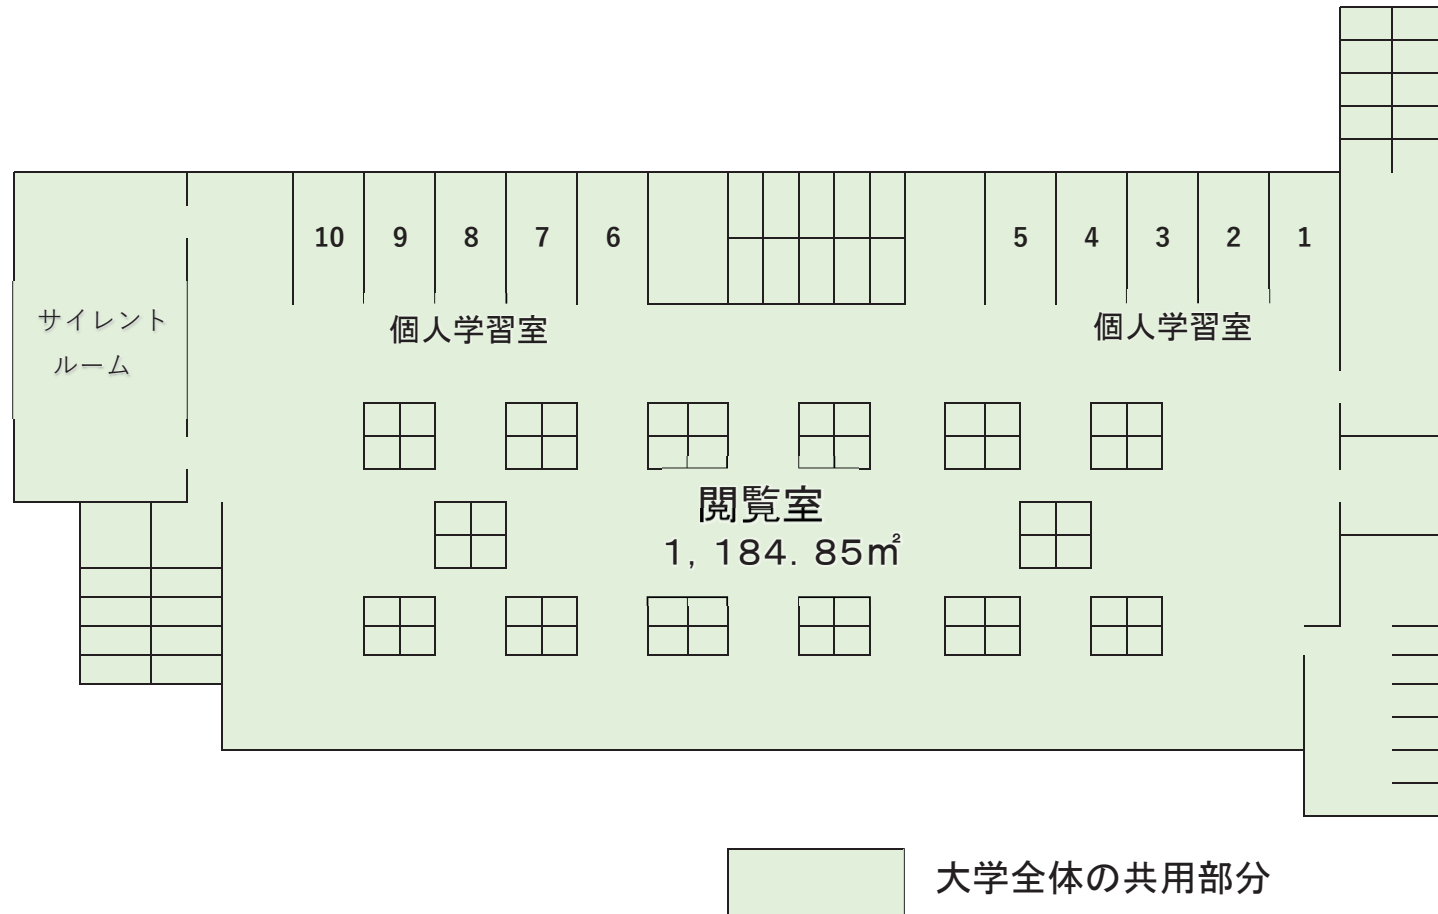 10 9 8 7 6 5 4 3 2 1
サイレント
ルーム
個人学習室
個人学習室
閲覧室
1，184．85㎡
大学全体の共用部分